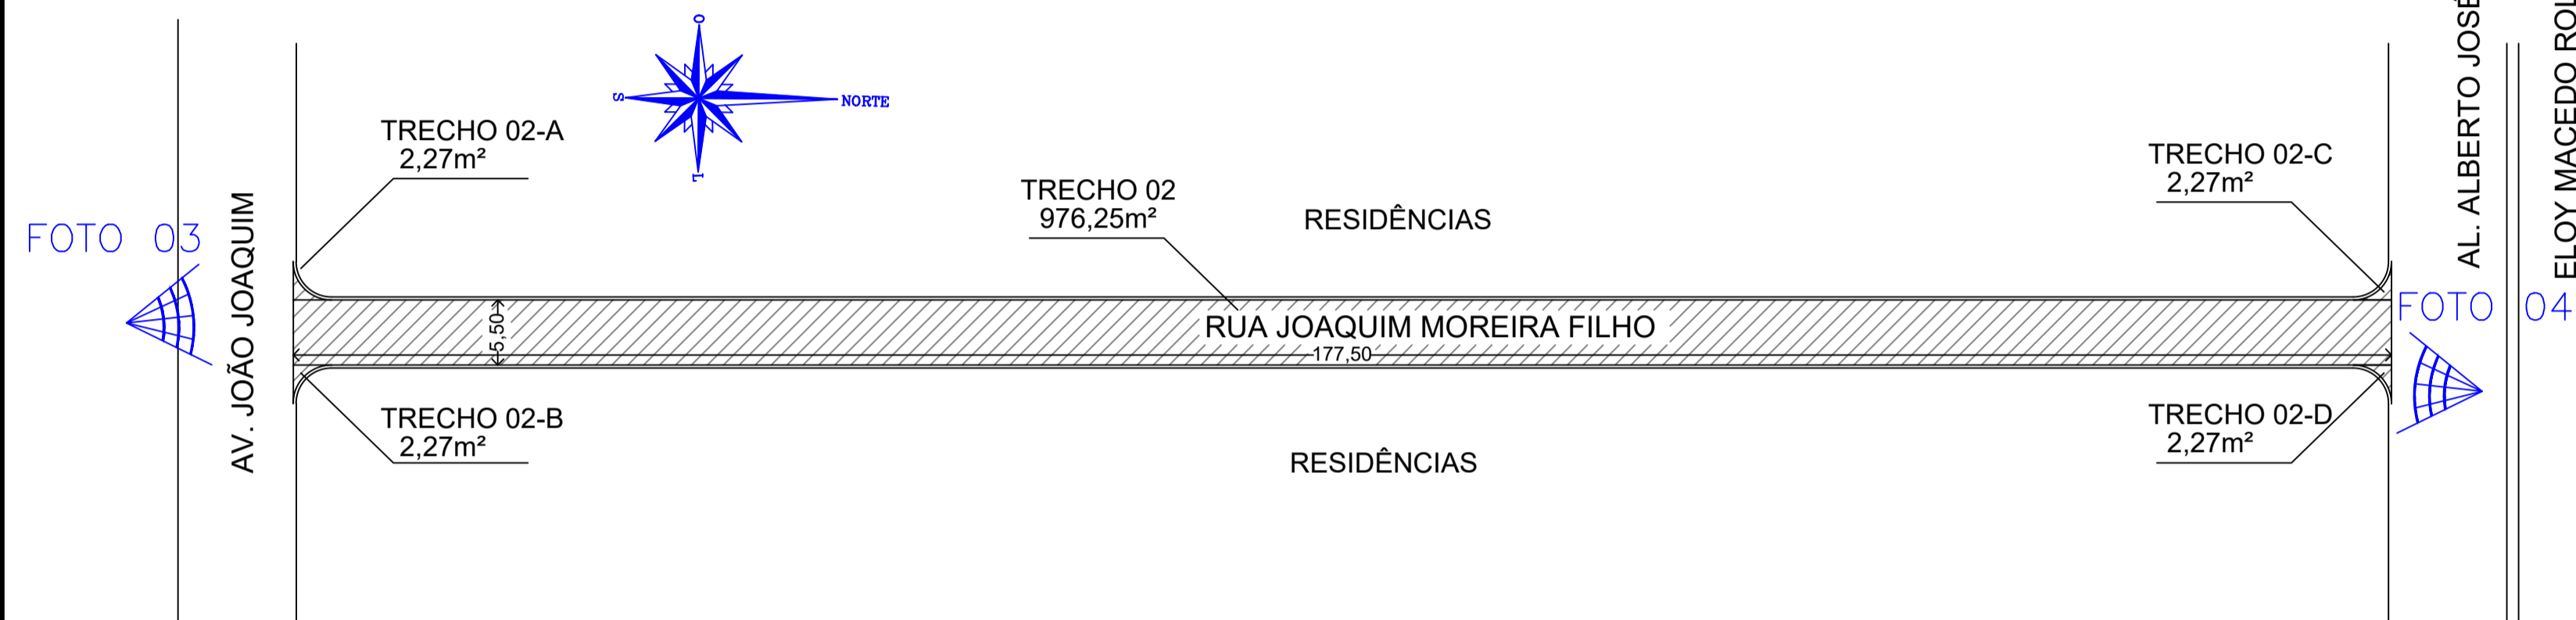 O
S
NORTE
L
TRECHO 02-A
2,27m²
TRECHO 02
976,25m²
RESIDÊNCIAS
TRECHO 02-C
2,27m²
AL. ALBERTO JOSÉ
ELOY MACEDO
FOTO 03
AV. JOÃO JOAQUIM
5,50
RUA JOAQUIM MOREIRA FILHO
177,50
FOTO 04
TRECHO 02-B
2,27m²
RESIDÊNCIAS
TRECHO 02-D
2,27m²